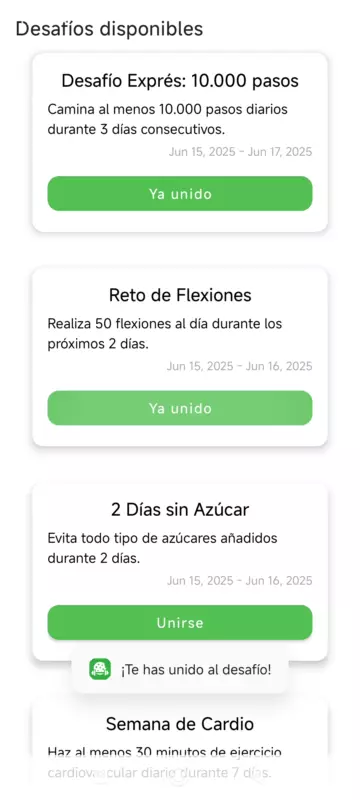 Desafíos disponibles
Desafío Exprés: 10.000 pasos
Camina al menos 10.000 pasos diarios
durante 3 días consecutivos.
Jun 15, 2025 - Jun 17, 2025
Ya unido
Reto de Flexiones
Realiza 50 flexiones al día durante los
próximos 2 días.
Jun 15, 2025 - Jun 16, 2025
Ya unido
2 Días sin Azúcar
Evita todo tipo de azúcares añadidos
durante 2 días.
Jun 15, 2025 - Jun 16, 2025
Unirse
¡Te has unido al desafío!
Semana de Cardio
Haz al menos 30 minutos de ejercicio
cardiovascular diario durante 7 días.